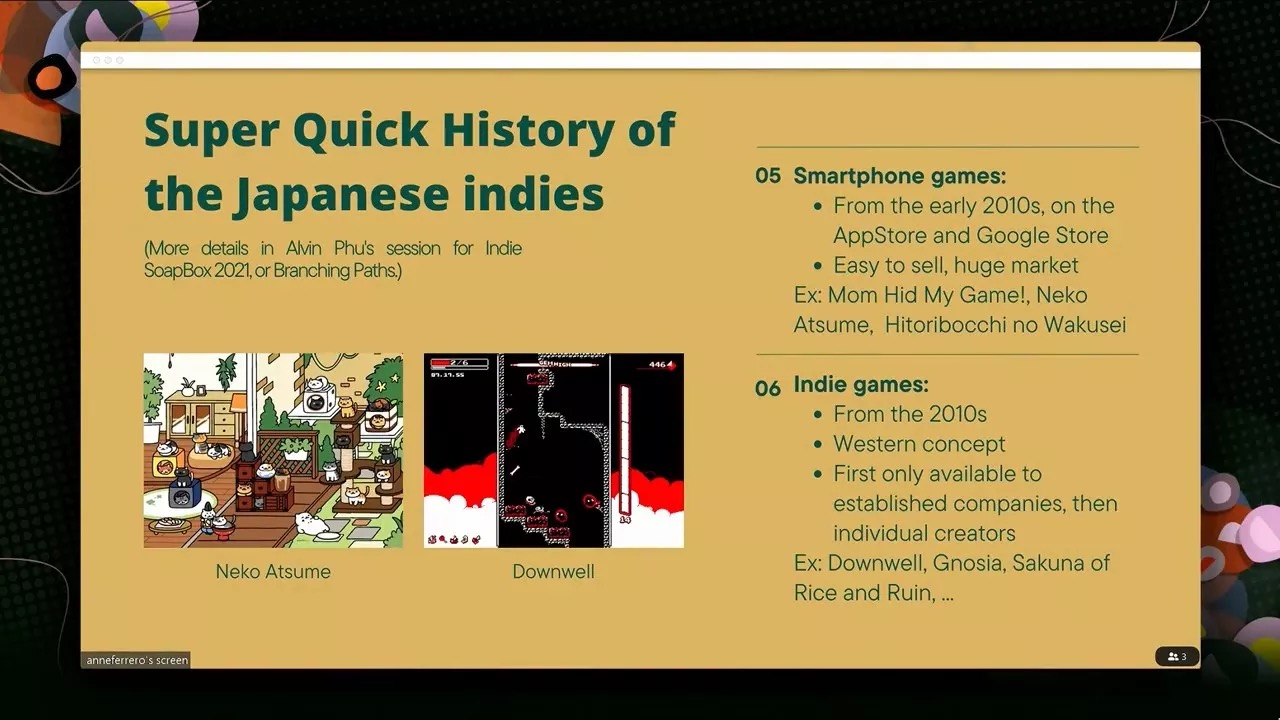 Super Quick History of
the Japanese indies
(More details in Alvin Phu's session for Indie
SoapBox 2021, or Branching Paths.)
05 Smartphone games:
• From the early 2010s, on the
AppStore and Google Store
• Easy to sell, huge market
Ex: Mom Hid My Game!, Neko
Atsume, Hitoribocchi no Wakusei
06 Indie games:
• From the 2010s
• Western concept
• First only available to
established companies, then
individual creators
Ex: Downwell, Gnosia, Sakuna of
Rice and Ruin, ...
2/6
446
14
Neko Atsume
Downwell
anneferrero's screen
3